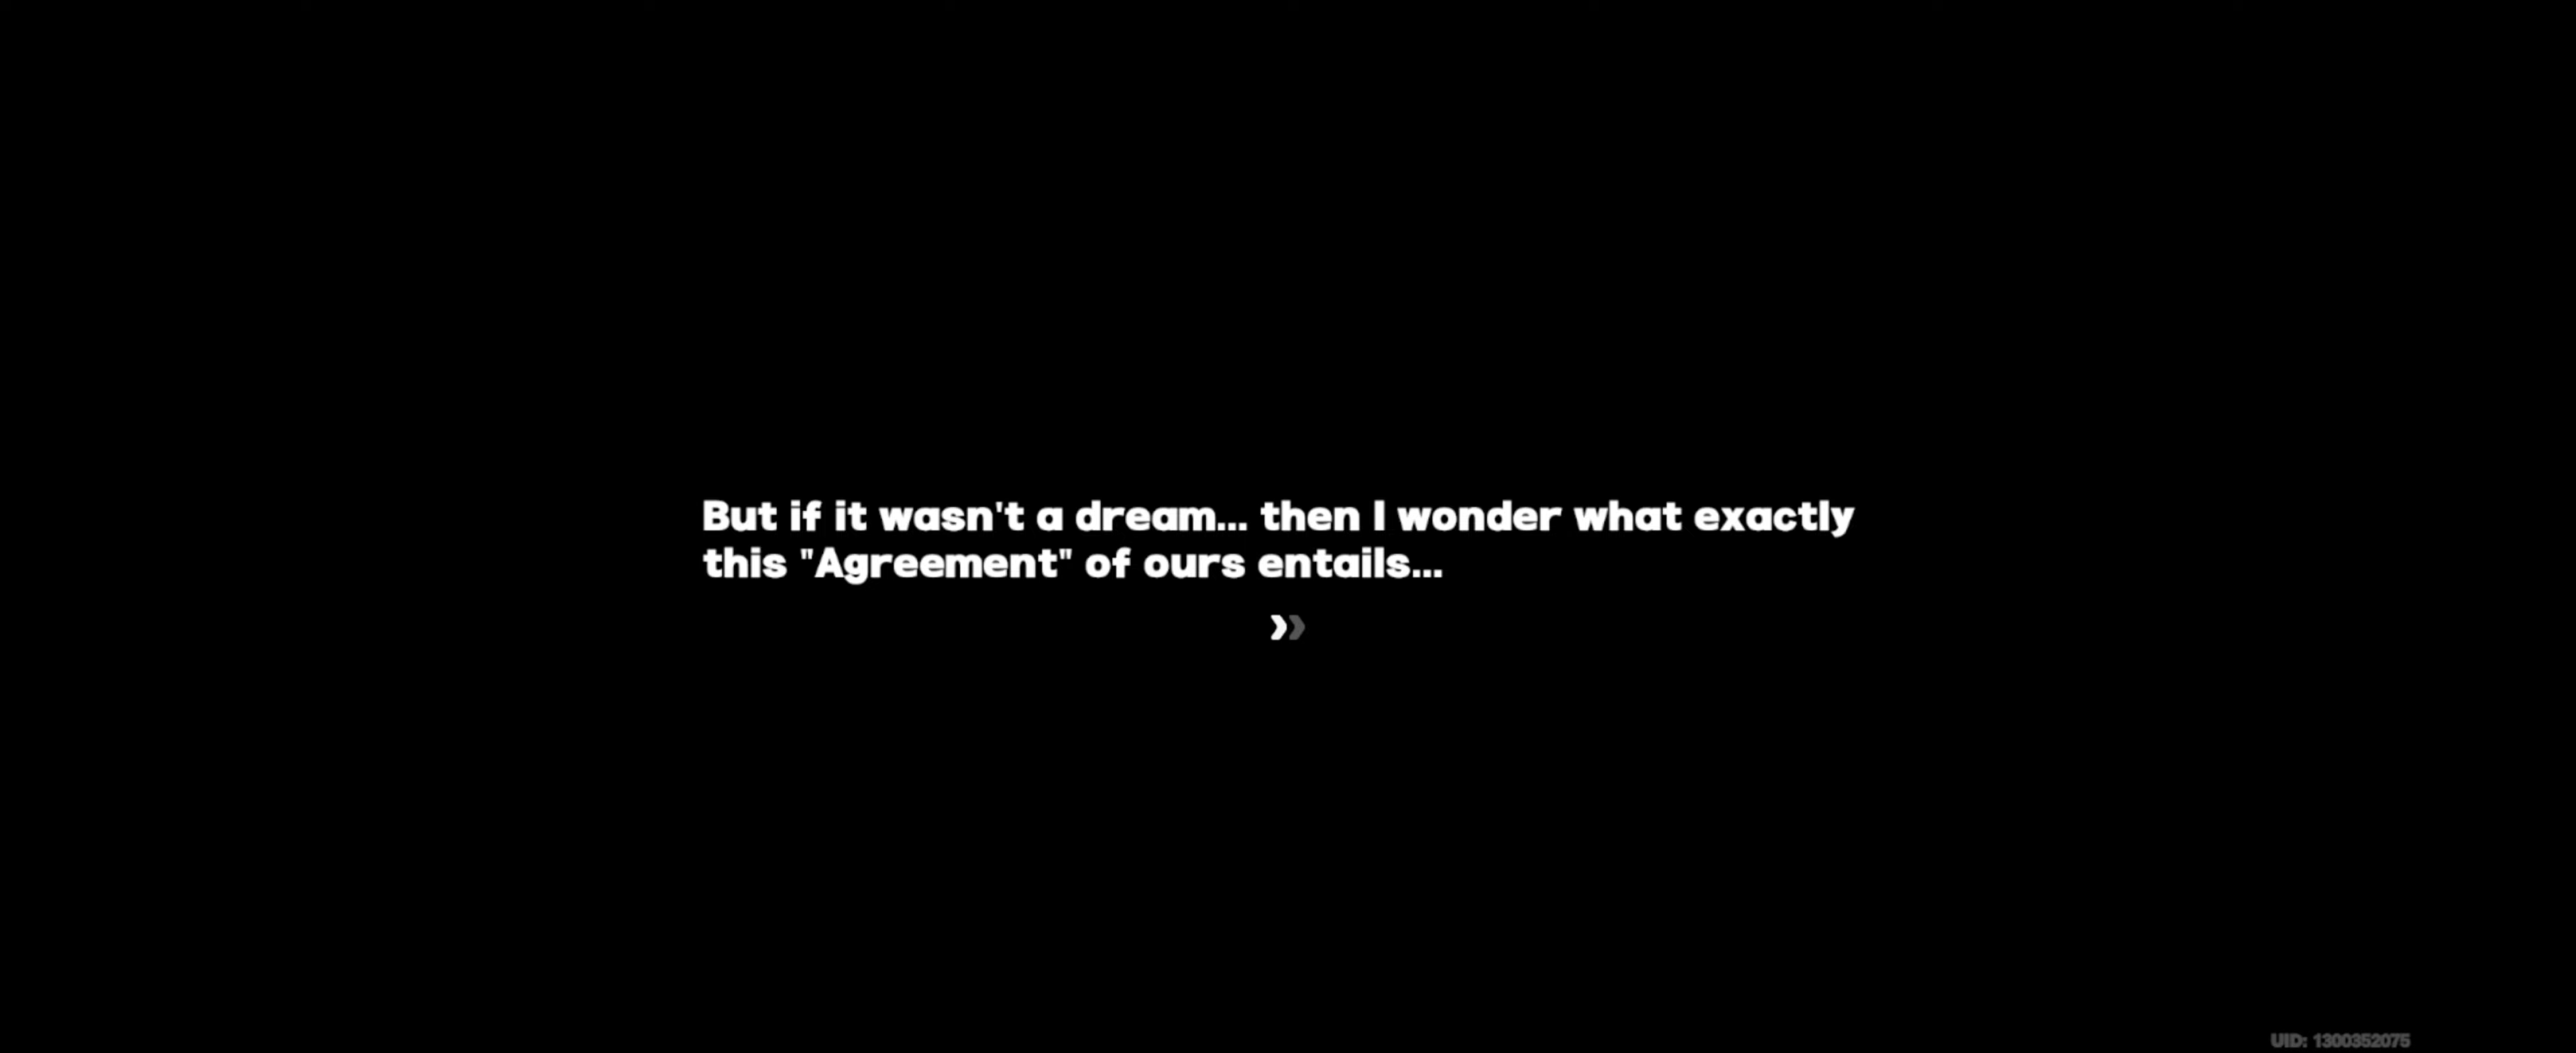 But if it wasn't a dream... then I wonder what exactly
this "Agreement" of ours entails...
UID: 1300352075